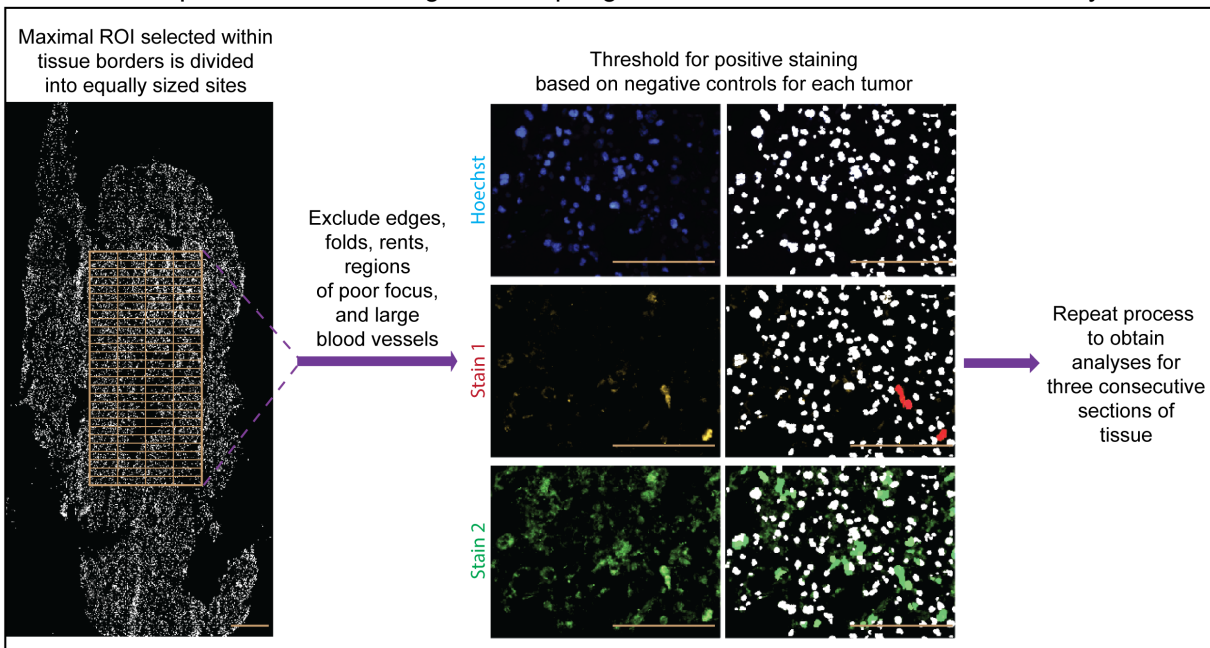 Maximal ROI selected within
tissue borders is divided
into equally sized sites
Exclude edges,
folds, rents,
regions
of poor focus,
and large
blood vessels
Threshold for positive staining
based on negative controls for each tumor
Hoechst
Stain 1
Stain 2
Repeat process
to obtain
analyses for
three consecutive
sections of
tissue